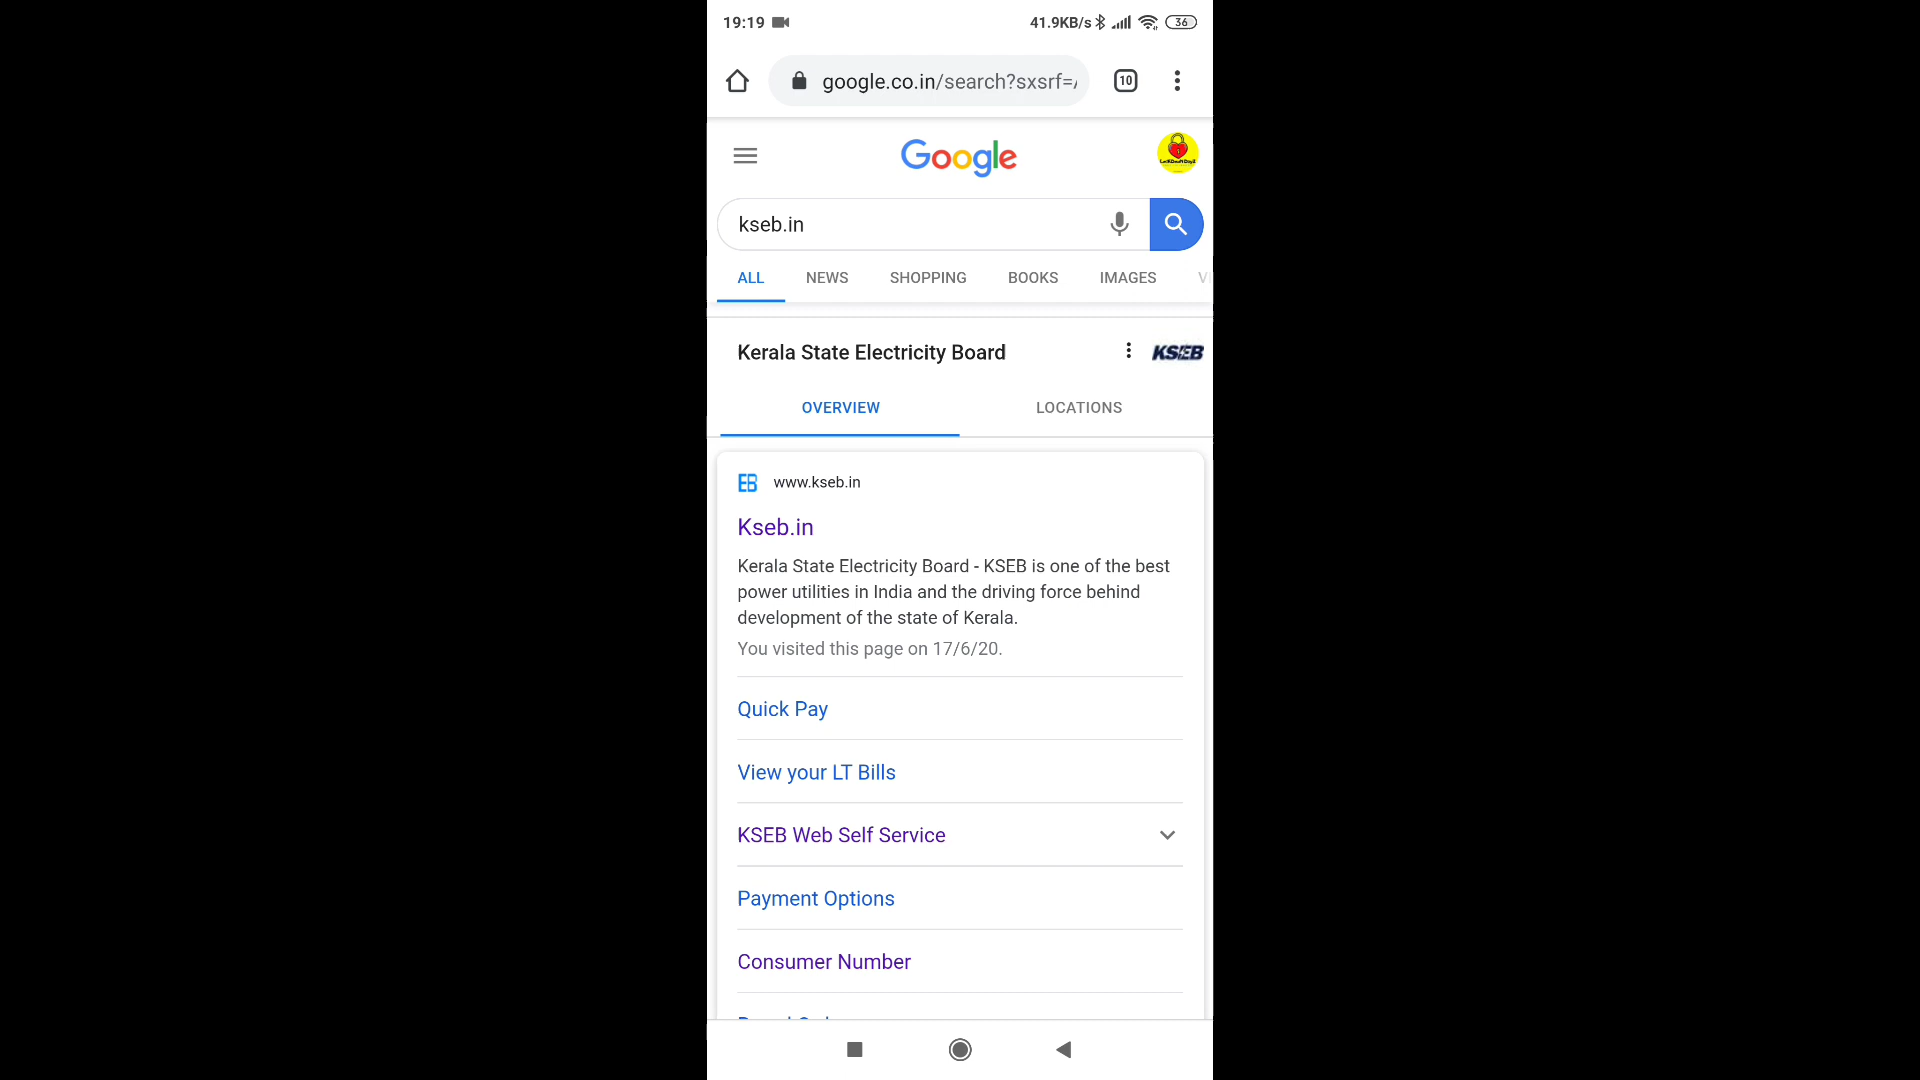 19:19 41.9KB/s 36
google.co.in/search?sxsrf=
10
Google
kseb.in
ALL NEWS SHOPPING BOOKS IMAGES
Kerala State Electricity Board KSEB
OVERVIEW LOCATIONS
EB www.kseb.in
Kseb.in
Kerala State Electricity Board - KSEB is one of the best
power utilities in India and the driving force behind
development of the state of Kerala.
You visited this page on 17/6/20.
Quick Pay
View your LT Bills
KSEB Web Self Service
Payment Options
Consumer Number